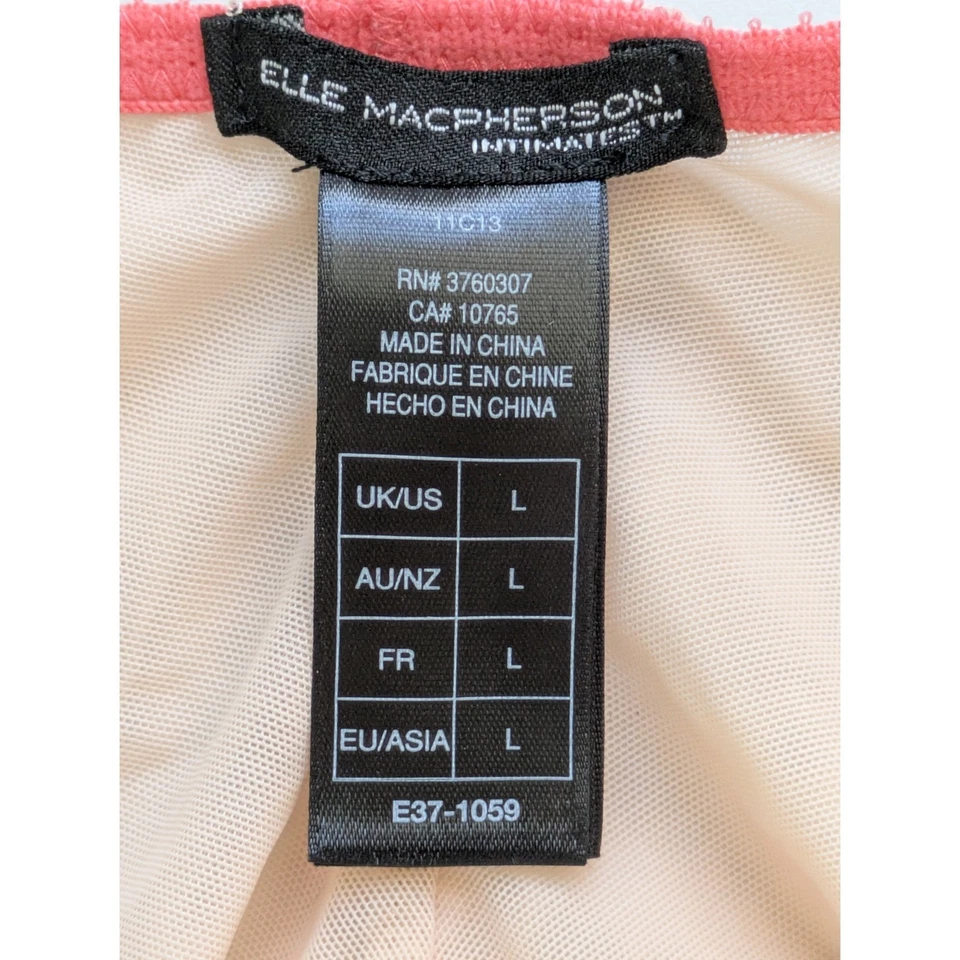 ELLE MACPHERSON
INTIMATES™
11C13
RN# 3760307
CA# 10765
MADE IN CHINA
FABRIQUE EN CHINE
HECHO EN CHINA
UK/US L
AU/NZ L
FR L
EU/ASIA L
E37-1059